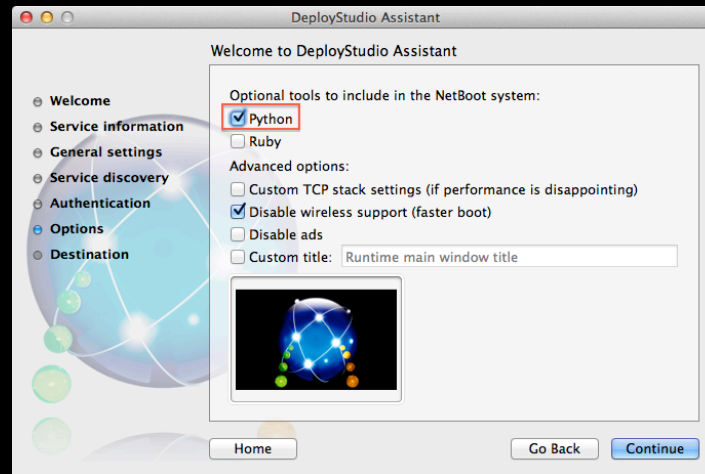 DeployStudio Assistant
Welcome to DeployStudio Assistant
Welcome
Service information
General settings
Service discovery
Authentication
Options
Destination
Optional tools to include in the NetBoot system:
Python
Ruby
Advanced options:
Custom TCP stack settings (if performance is disappointing)
Disable wireless support (faster boot)
Disable ads
Custom title: Runtime main window title
Home
Go Back
Continue